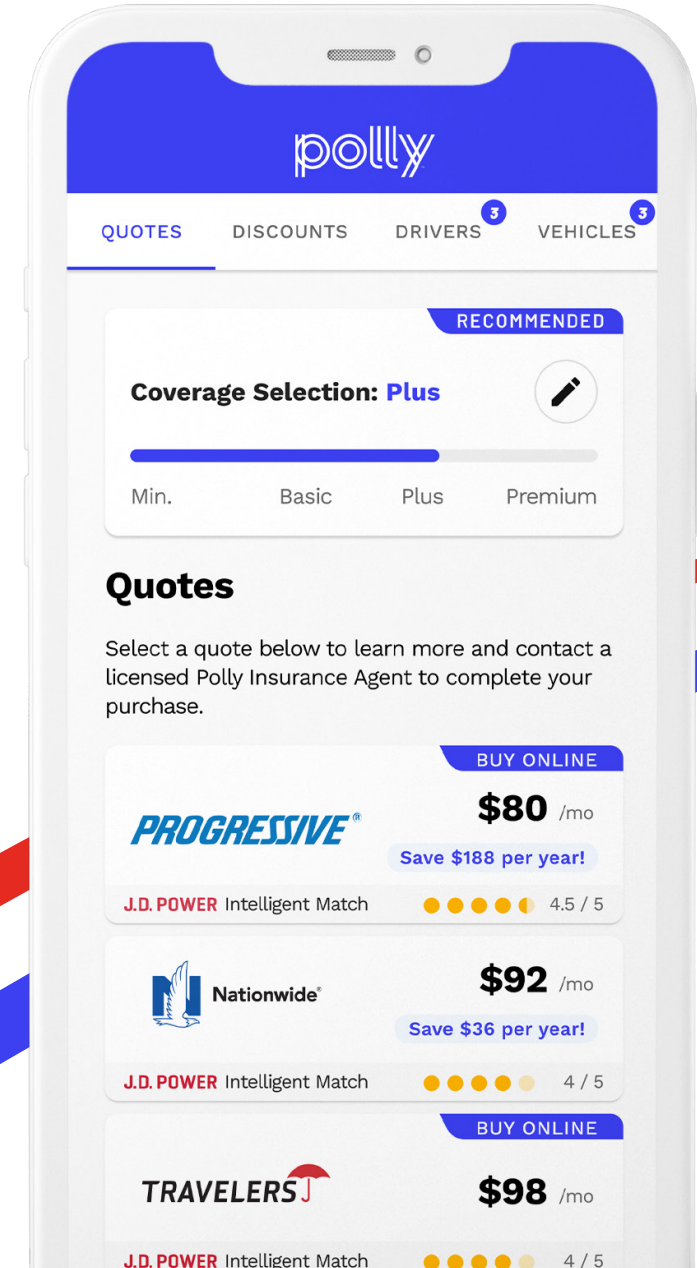 polly
QUOTES DISCOUNTS DRIVERS 3 VEHICLES 3
RECOMMENDED
Coverage Selection: Plus
Min. Basic Plus Premium
Quotes
Select a quote below to learn more and contact a
licensed Polly Insurance Agent to complete your
purchase.
BUY ONLINE
PROGRESSIVE®
$80 /mo
Save $188 per year!
J.D. POWER Intelligent Match 4.5 / 5
Nationwide®
$92 /mo
Save $36 per year!
J.D. POWER Intelligent Match 4 / 5
BUY ONLINE
TRAVELERS
$98 /mo
J.D. POWER Intelligent Match 4 / 5